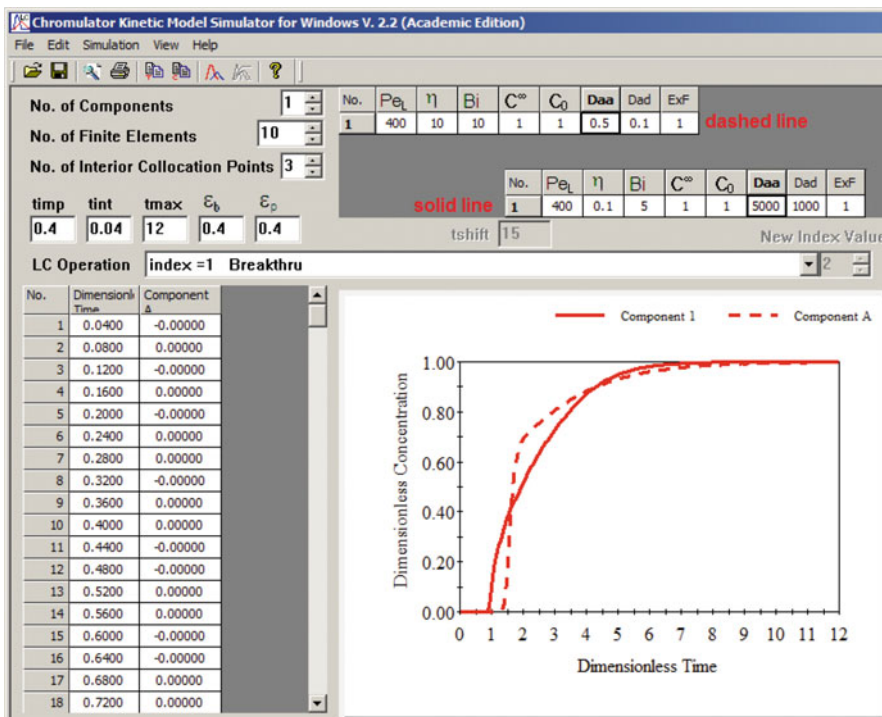 Chromulator Kinetic Model Simulator for Windows V. 2.2 (Academic Edition)
File Edit Simulation View Help
No. of Components 1
No. of Finite Elements 10
No. of Interior Collocation Points 3
No. PeL η Bi C∞ C0 Daa Dad ExF
1 400 10 10 1 1 0.5 0.1 1 dashed line
No. PeL η Bi C∞ C0 Daa Dad ExF
solid line 1 400 0.1 5 1 1 5000 1000 1
timp tint tmax εb εp
0.4 0.04 12 0.4 0.4
tshift 15 New Index Value
LC Operation index =1 Breakthru 2
No. Dimensionl Component
Time A
1 0.0400 -0.00000
2 0.0800 0.00000
3 0.1200 -0.00000
4 0.1600 0.00000
5 0.2000 -0.00000
6 0.2400 0.00000
7 0.2800 0.00000
8 0.3200 -0.00000
9 0.3600 0.00000
10 0.4000 0.00000
11 0.4400 -0.00000
12 0.4800 -0.00000
13 0.5200 0.00000
14 0.5600 0.00000
15 0.6000 -0.00000
16 0.6400 -0.00000
17 0.6800 0.00000
18 0.7200 0.00000
Component 1 Component A
Dimensionless Concentration
1.00
0.80
0.60
0.40
0.20
0.00
0 1 2 3 4 5 6 7 8 9 10 11 12
Dimensionless Time